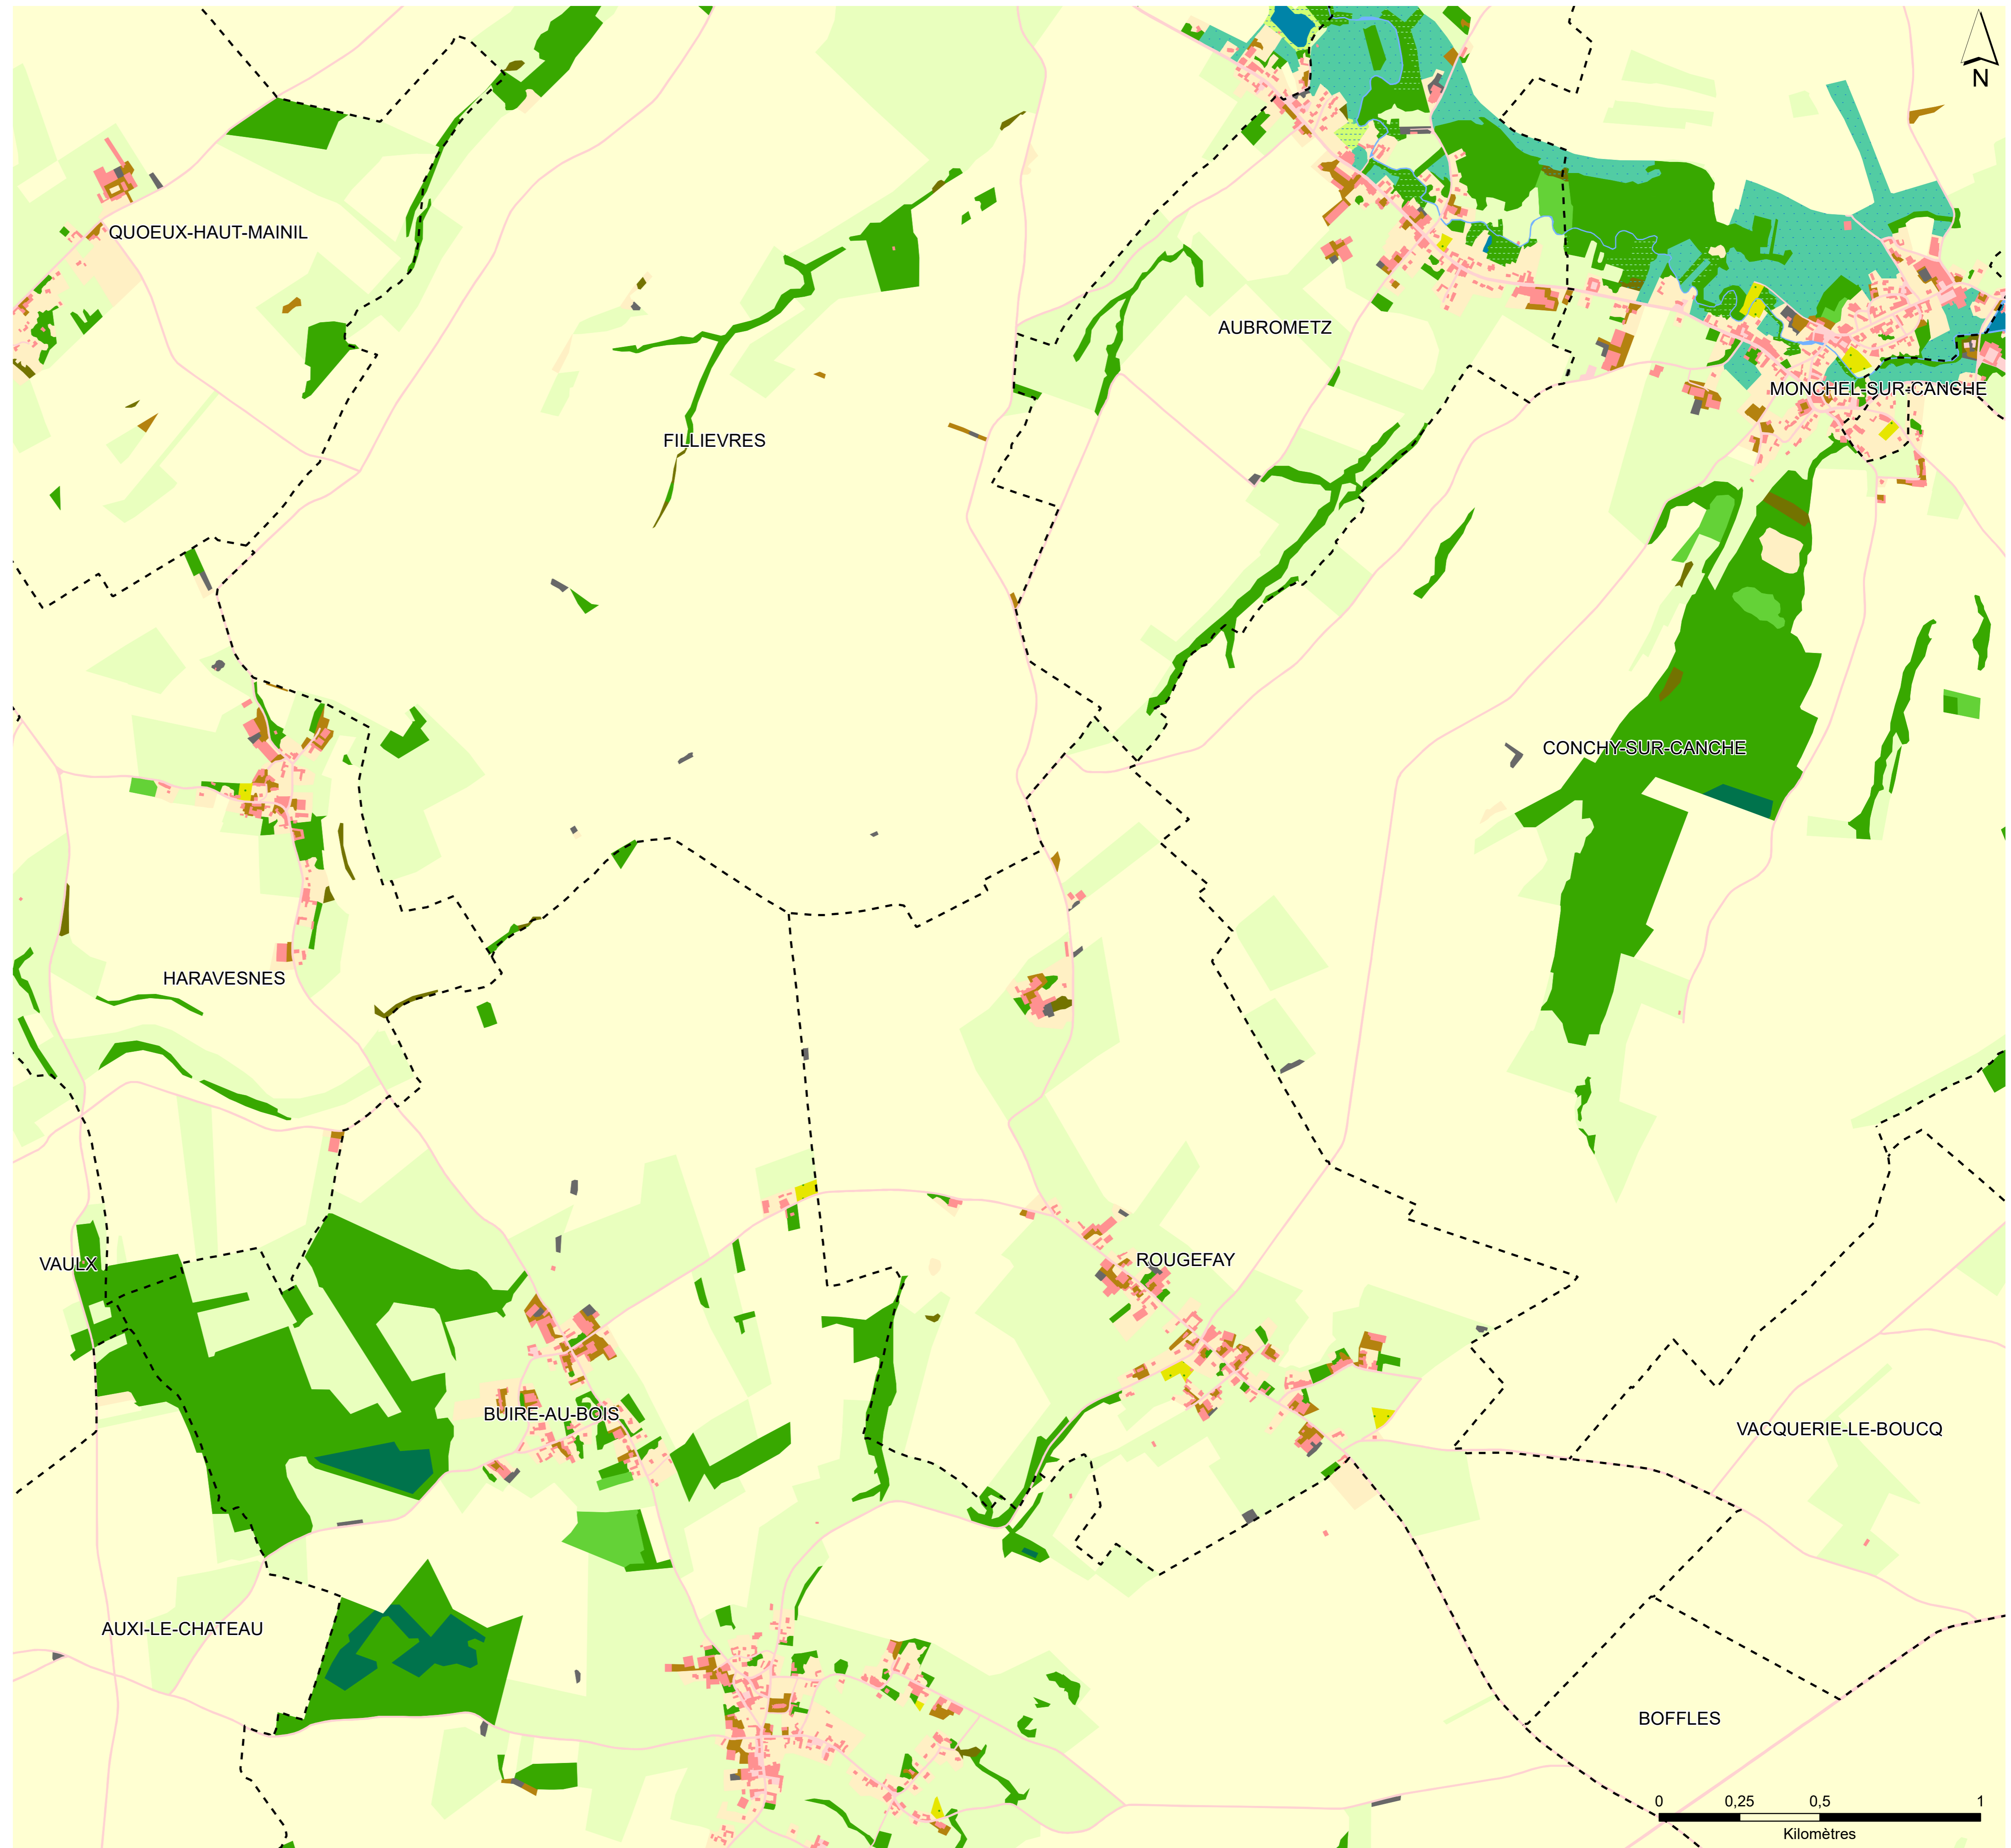 N
QUOEUX-HAUT-MAINIL
AUBROMETZ
MONCHEL-SUR-CANCHE
FILLIEVRES
CONCHY-SUR-CANCHE
HARAVESNES
ROUGEFAY
VAULX
BUIRE-AU-BOIS
VACQUERIE-LE-BOUCQ
AUXI-LE-CHATEAU
BOFFLES
0 0,25 0,5 1
Kilomètres